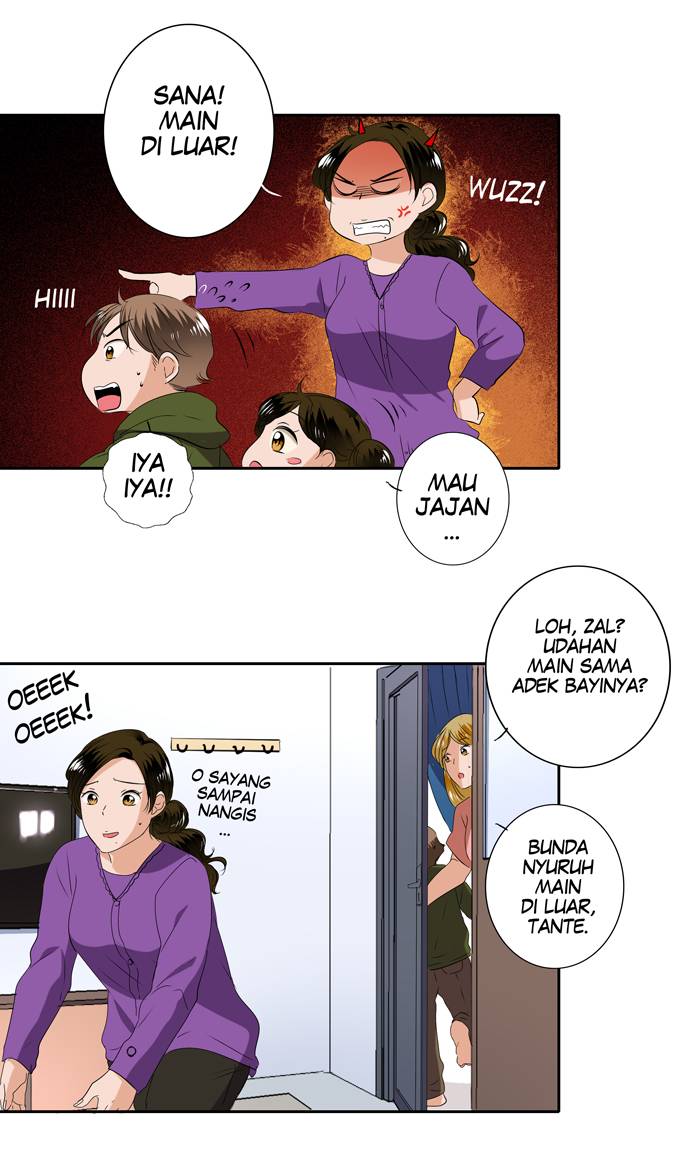 SANA!
MAIN
DI LUAR!
WUZZ!
HIIII
IYA
IYA!!
MAU
JAJAN
...
LOH, ZAL?
UDAHAN
MAIN SAMA
ADEK BAYINYA?
OEEEK
OEEEK!
O SAYANG
SAMPAI
NANGIS
...
BUNDA
NYURUH
MAIN
DI LUAR,
TANTE.